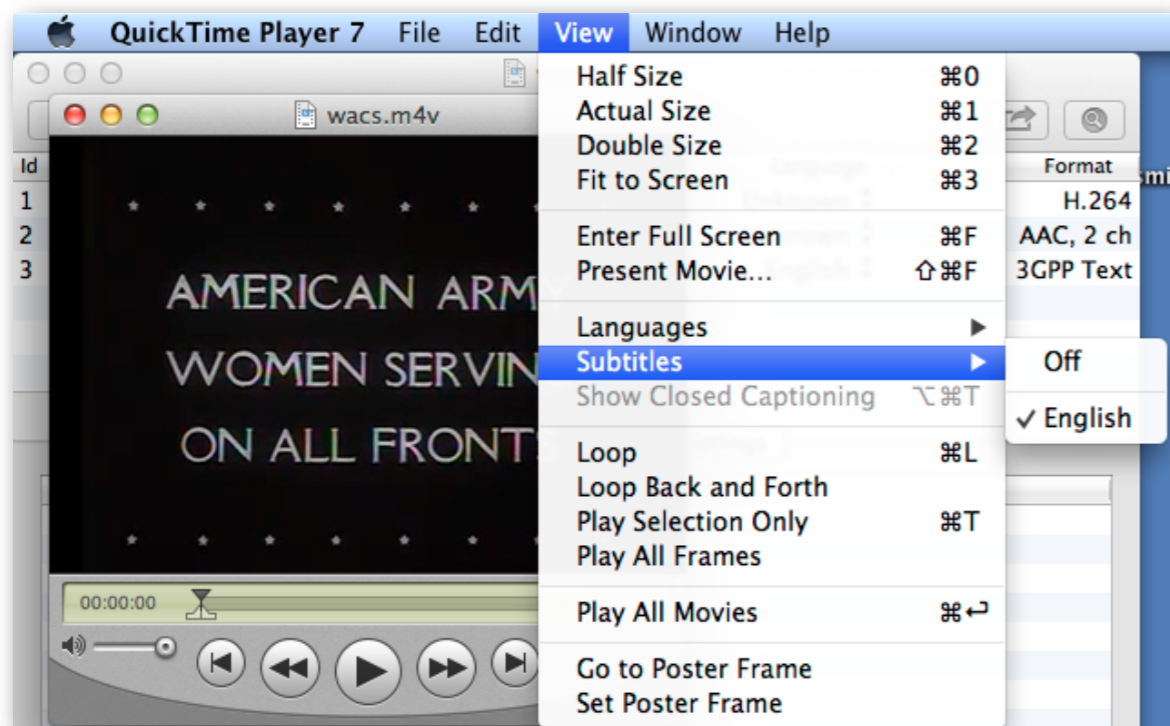 QuickTime Player 7 File Edit View Window Help
wacs.m4v
Id
1
2
3
AMERICAN ARM
WOMEN SERVIN
ON ALL FRONTS
00:00:00
Half Size ⌘0
Actual Size ⌘1
Double Size ⌘2
Fit to Screen ⌘3
Enter Full Screen ⌘F
Present Movie... ⇧⌘F
Languages ▶
Subtitles ▶
Show Closed Captioning ⌥⌘T
Loop ⌘L
Loop Back and Forth
Play Selection Only ⌘T
Play All Frames
Play All Movies ⌘↩
Go to Poster Frame
Set Poster Frame
Off
✓ English
Language
Unknown
English
Format
H.264
AAC, 2 ch
3GPP Text
smi